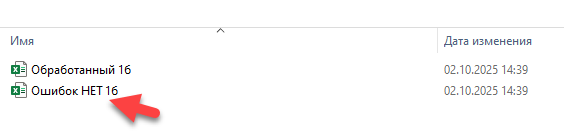 Имя Дата изменения
Обработанный 16 02.10.2025 14:39
Ошибок НЕТ 16 02.10.2025 14:39